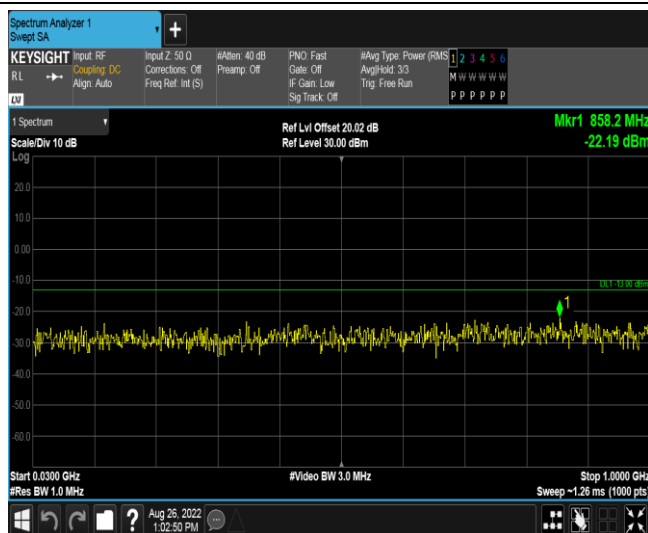 Spectrum Analyzer 1
Swept SA
+
KEYSIGHT
RL
LXI
Input: RF
Coupling: DC
Align: Auto
Input Z: 50 Ω
Corrections: Off
Freq Ref: Int (S)
#Atten: 40 dB
Preamp: Off
PNO: Fast
Gate: Off
IF Gain: Low
Sig Track: Off
#Avg Type: Power (RMS
Avg|Hold: 3/3
Trig: Free Run
1 2 3 4 5 6
M W W W W W
P P P P P P
1 Spectrum
Scale/Div 10 dB
Ref Lvl Offset 20.02 dB
Ref Level 30.00 dBm
Mkr1 858.2 MHz
-22.19 dBm
Log
20.0
10.0
0.00
-10.0
DL1 -13.00 dBm
1
-20.0
-30.0
-40.0
-50.0
-60.0
Start 0.0300 GHz
#Res BW 1.0 MHz
#Video BW 3.0 MHz
Stop 1.0000 GHz
Sweep ~1.26 ms (1000 pts)
?
Aug 26, 2022
1:02:50 PM